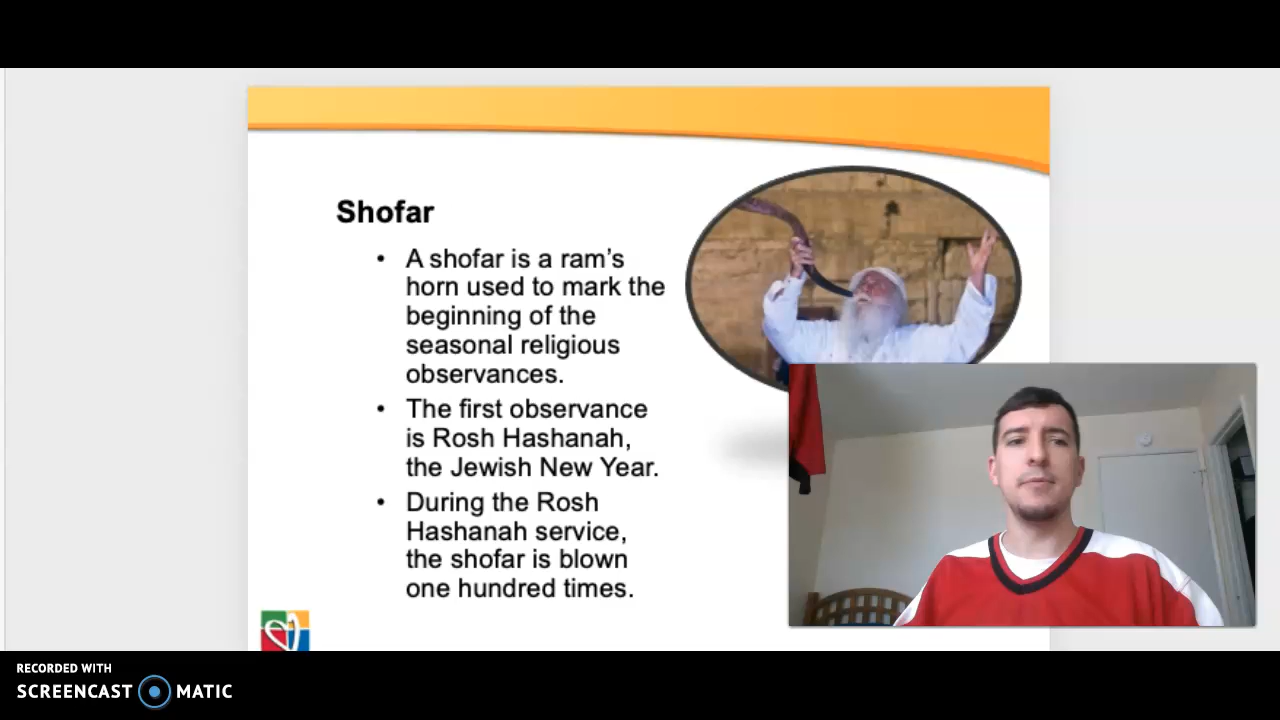 Shofar
• A shofar is a ram's
horn used to mark the
beginning of the
seasonal religious
observances.
• The first observance
is Rosh Hashanah,
the Jewish New Year.
• During the Rosh
Hashanah service,
the shofar is blown
one hundred times.
RECORDED WITH
SCREENCAST MATIC